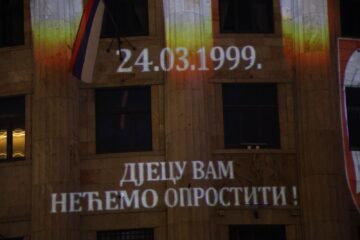 24.03.1999.
ДЈЕЦУ ВАМ
НЕЋЕМО ОПРОСТИТИ !